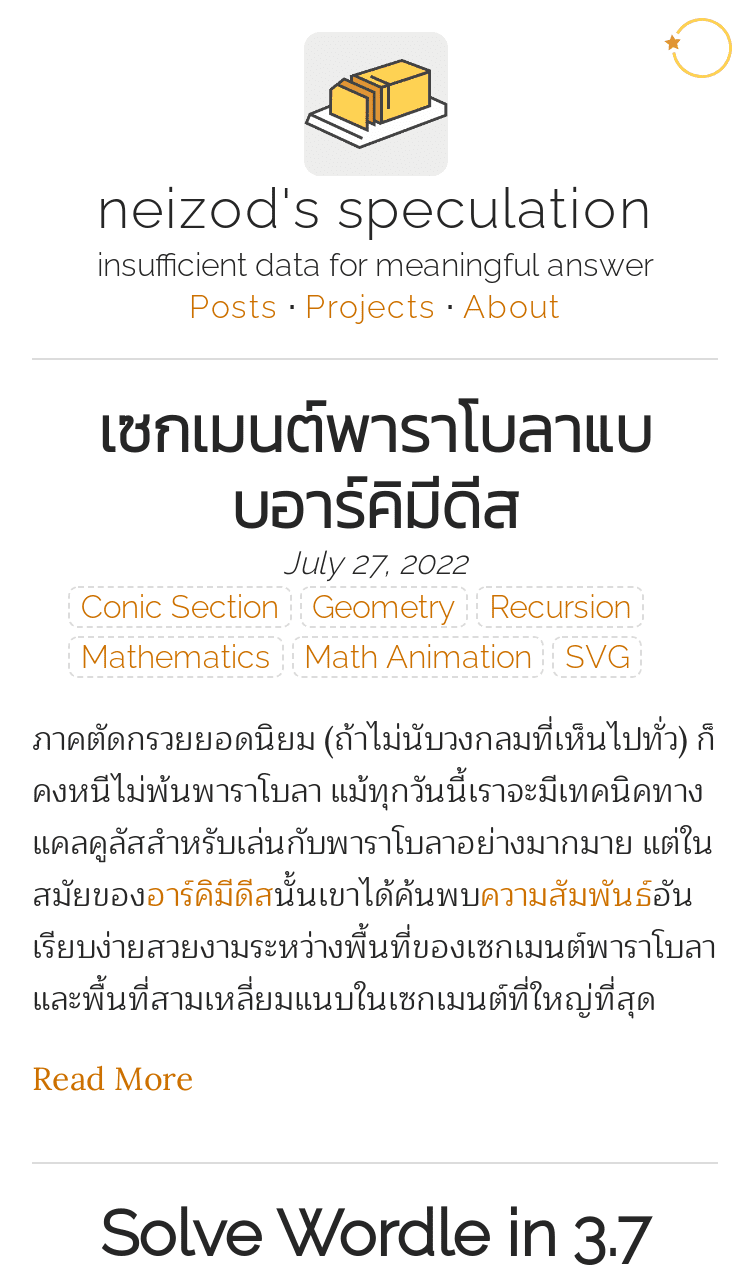 neizod's speculation
insufficient data for meaningful answer
Posts · Projects · About
เซกเมนต์พาราโบลาแบ
บอาร์คิมีดีส
July 27, 2022
Conic Section Geometry Recursion
Mathematics Math Animation SVG
ภาคตัดกรวยยอดนิยม (ถ้าไม่นับวงกลมที่เห็นไปทั่ว) ก็
คงหนีไม่พ้นพาราโบลา แม้ทุกวันนี้เราจะมีเทคนิคทาง
แคลคูลัสสำหรับเล่นกับพาราโบลาอย่างมากมาย แต่ใน
สมัยของอาร์คิมีดีสนั้นเขาได้ค้นพบความสัมพันธ์อัน
เรียบง่ายสวยงามระหว่างพื้นที่ของเซกเมนต์พาราโบลา
และพื้นที่สามเหลี่ยมแนบในเซกเมนต์ที่ใหญ่ที่สุด
Read More
Solve Wordle in 3.7